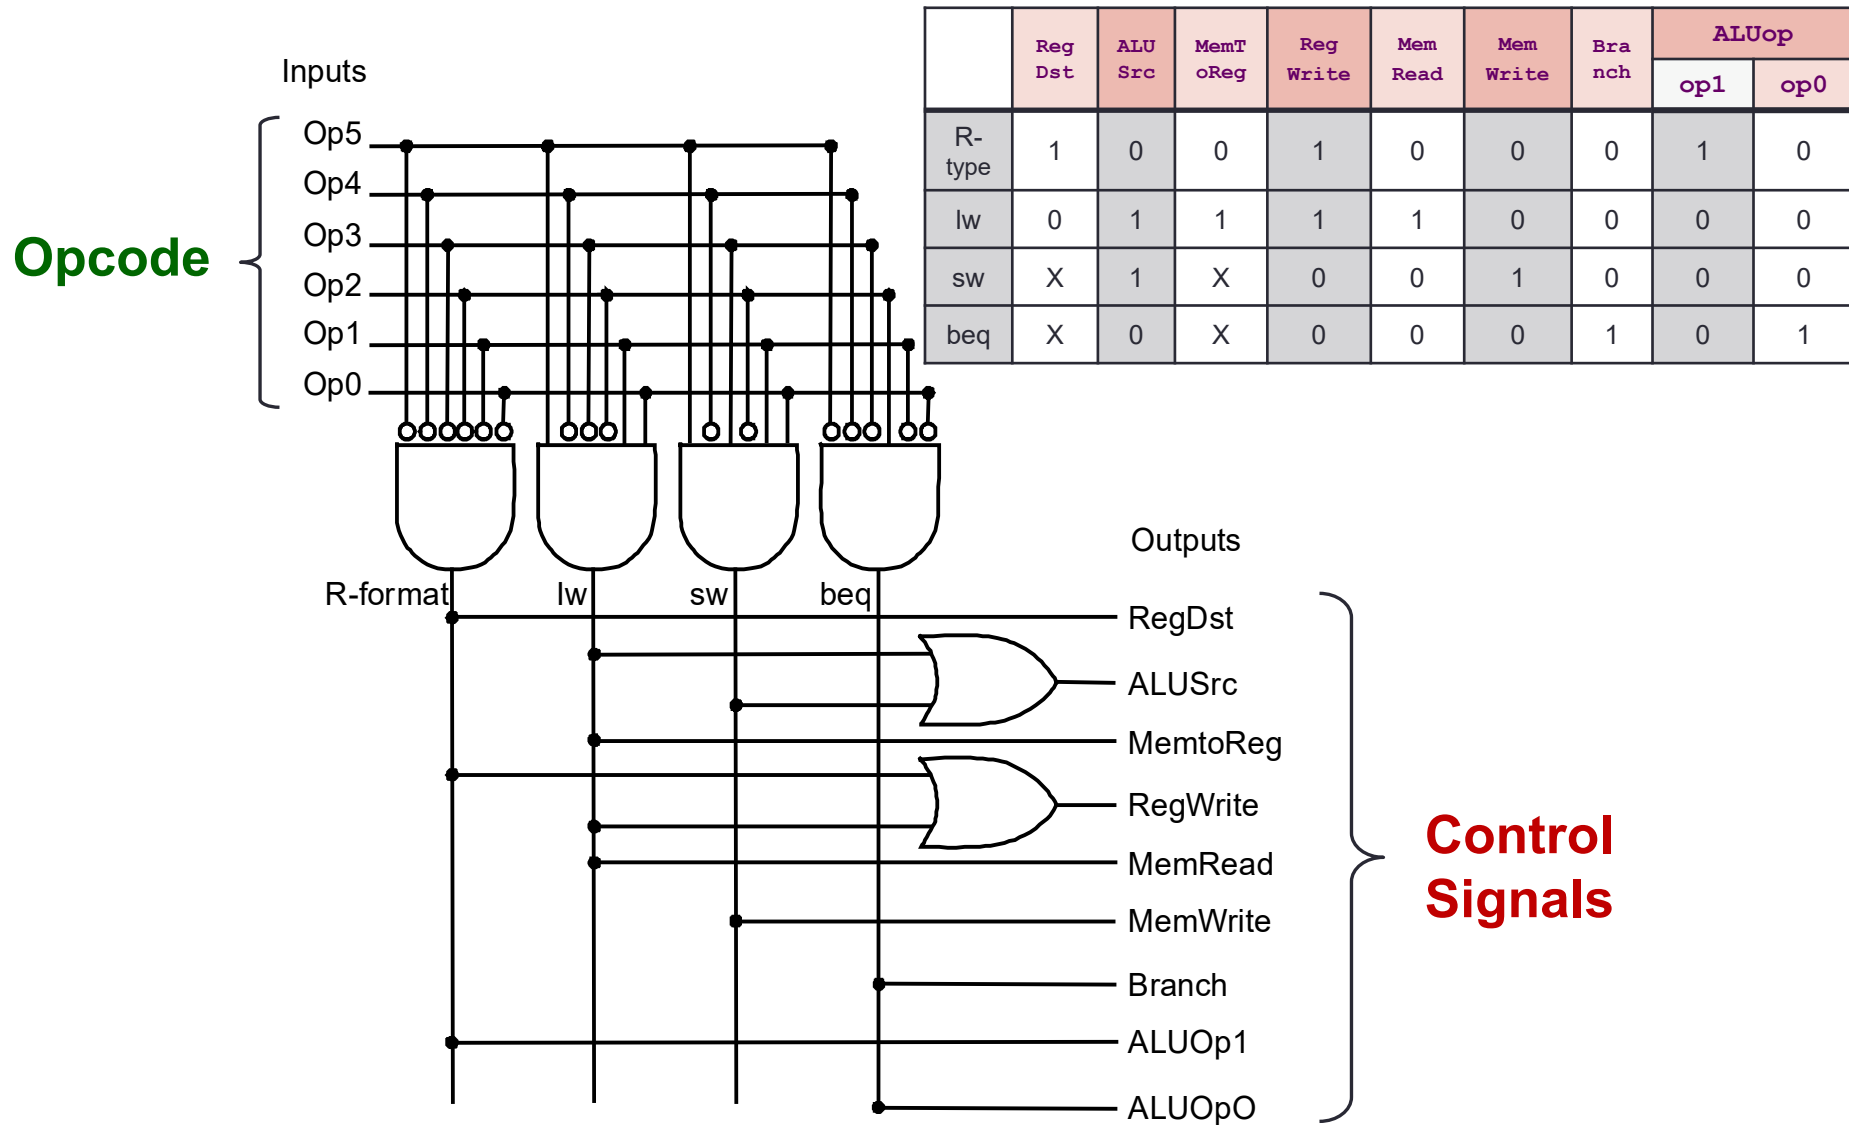 Inputs
Op5
Op4
Op3
Op2
Op1
Op0
Opcode
Reg Dst ALU Src MemT oReg Reg Write Mem Read Mem Write Bra nch ALUop
op1 op0
R-type 1 0 0 1 0 0 0 1 0
lw 0 1 1 1 1 0 0 0 0
sw X 1 X 0 0 1 0 0 0
beq X 0 X 0 0 0 1 0 1
R-format lw sw beq
Outputs
RegDst
ALUSrc
MemtoReg
RegWrite
MemRead
MemWrite
Branch
ALUOp1
ALUOpO
Control
Signals